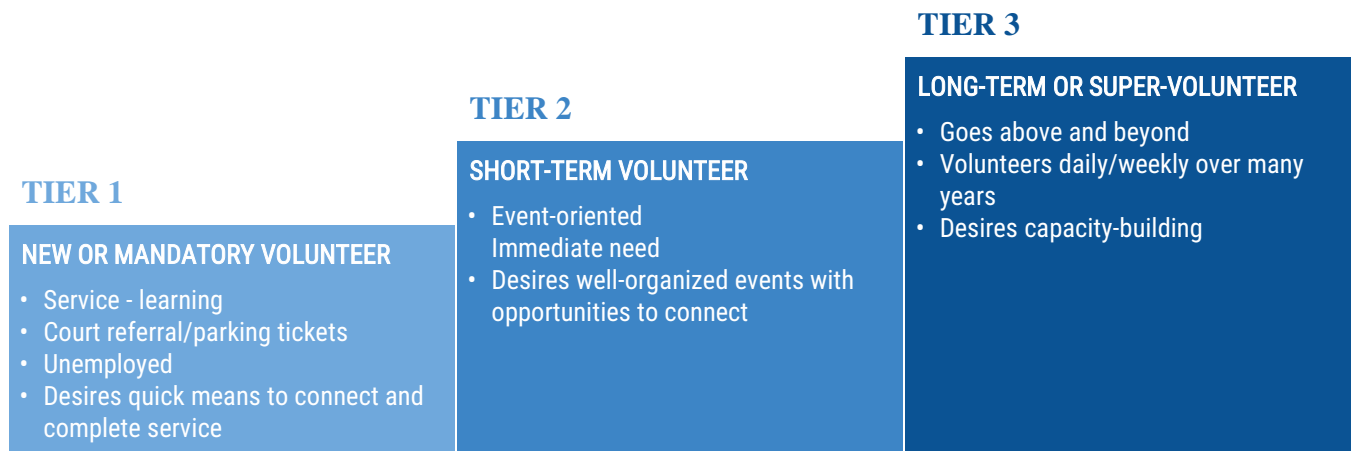 TIER 1
NEW OR MANDATORY VOLUNTEER
• Service - learning
• Court referral/parking tickets
• Unemployed
• Desires quick means to connect and
complete service
TIER 2
SHORT-TERM VOLUNTEER
• Event-oriented
Immediate need
• Desires well-organized events with
opportunities to connect
TIER 3
LONG-TERM OR SUPER-VOLUNTEER
• Goes above and beyond
• Volunteers daily/weekly over many
years
• Desires capacity-building